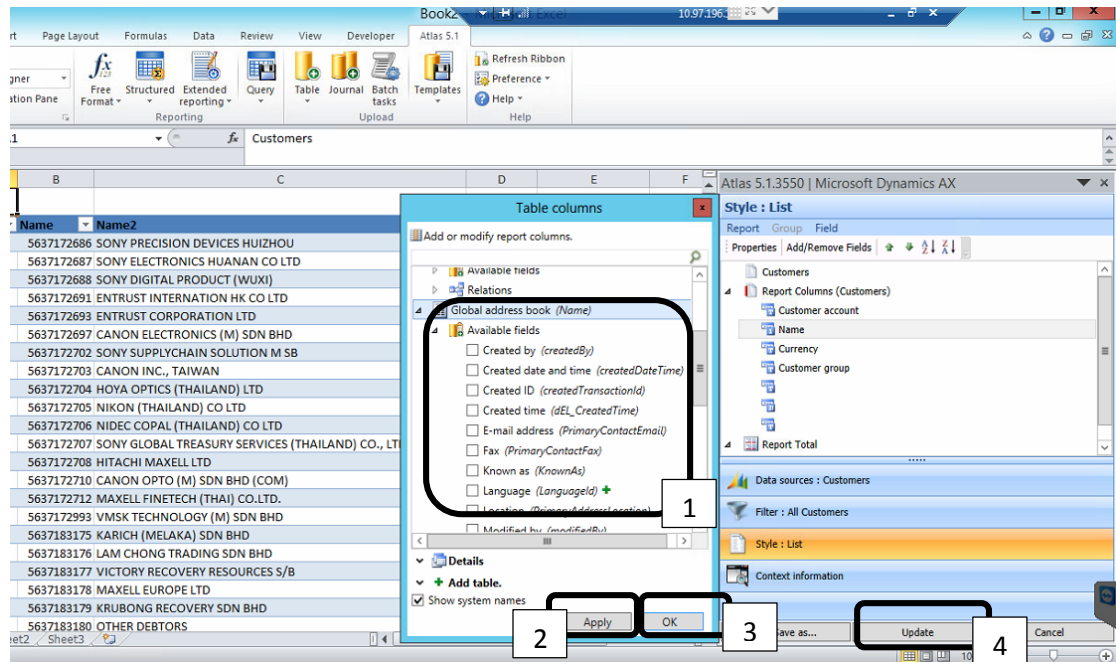 Book2 - Microsoft Excel
10.97.196.
rt Page Layout Formulas Data Review View Developer Atlas 5.1
gner
ation Pane
Free Format
Structured
Extended reporting
Query
Table
Journal
Batch tasks
Templates
Refresh Ribbon
Preference
Help
Reporting
Upload
Help
.1
fx Customers
B C D E F
Name Name2
5637172686 SONY PRECISION DEVICES HUIZHOU
5637172687 SONY ELECTRONICS HUANAN CO LTD
5637172688 SONY DIGITAL PRODUCT (WUXI)
5637172691 ENTRUST INTERNATION HK CO LTD
5637172693 ENTRUST CORPORATION LTD
5637172697 CANON ELECTRONICS (M) SDN BHD
5637172702 SONY SUPPLYCHAIN SOLUTION M SB
5637172703 CANON INC., TAIWAN
5637172704 HOYA OPTICS (THAILAND) LTD
5637172705 NIKON (THAILAND) CO LTD
5637172706 NIDEC COPAL (THAILAND) CO LTD
5637172707 SONY GLOBAL TREASURY SERVICES (THAILAND) CO., LT
5637172708 HITACHI MAXELL LTD
5637172710 CANON OPTO (M) SDN BHD (COM)
5637172712 MAXELL FINETECH (THAI) CO.LTD.
5637172993 VMSK TECHNOLOGY (M) SDN BHD
5637183175 KARICH (MELAKA) SDN BHD
5637183176 LAM CHONG TRADING SDN BHD
5637183177 VICTORY RECOVERY RESOURCES S/B
5637183178 MAXELL EUROPE LTD
5637183179 KRUBONG RECOVERY SDN BHD
5637183180 OTHER DEBTORS
eet2 Sheet3
Table columns
x
Add or modify report columns.
Available fields
Relations
Global address book (Name)
Available fields
Created by (createdBy)
Created date and time (createdDateTime)
Created ID (createdTransactionId)
Created time (dEL_CreatedTime)
E-mail address (PrimaryContactEmail)
Fax (PrimaryContactFax)
Known as (KnownAs)
Language (LanguageId)
Location (PrimaryAddressLocation)
Modified by (modifiedBy)
1
Details
Add table.
Show system names
Apply
OK
2
3
Atlas 5.1.3550 | Microsoft Dynamics AX
Style : List
Report Group Field
Properties Add/Remove Fields
Customers
Report Columns (Customers)
Customer account
Name
Currency
Customer group
Report Total
Data sources : Customers
Filter : All Customers
Style : List
Context information
ave as...
Update
Cancel
4
10